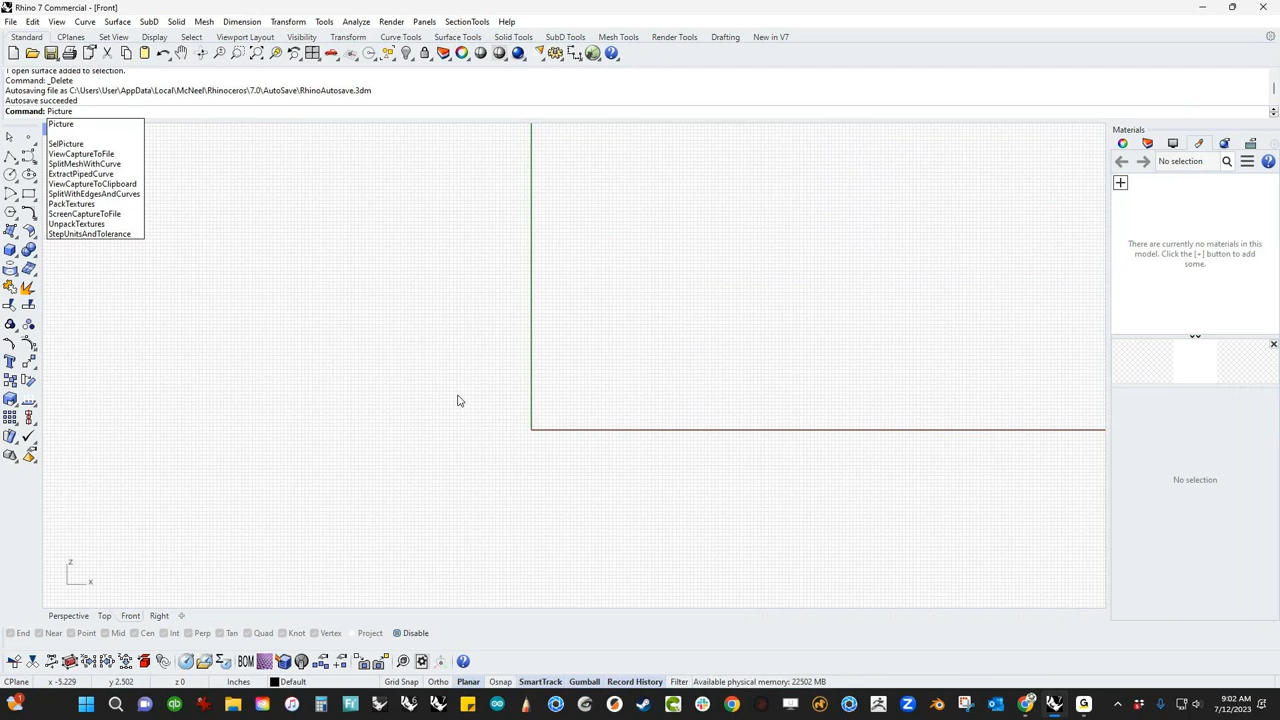 Rhino 7 Commercial - [Front]
File Edit View Curve Surface SubD Solid Mesh Dimension Transform Tools Analyze Render Panels SectionTools Help
Standard CPlanes Set View Display Select Viewport Layout Visibility Transform Curve Tools Surface Tools Solid Tools SubD Tools Mesh Tools Render Tools Drafting New in V7
1 open surface added to selection.
Command: _Delete
Autosaving file as C:\Users\User\AppData\Local\McNeel\Rhinoceros\7.0\AutoSave\RhinoAutosave.3dm
Autosave succeeded
Command: Picture
Picture
SelPicture
ViewCaptureToFile
SplitMeshWithCurve
ExtractPipedCurve
ViewCaptureToClipboard
SplitWithEdgesAndCurves
PackTextures
ScreenCaptureToFile
UnpackTextures
StepUnitsAndTolerance
Materials
No selection
There are currently no materials in this
model. Click the [+] button to add
some.
No selection
z
x
Perspective Top Front Right
End Near Point Mid Cen Int Perp Tan Quad Knot Vertex Project Disable
BOM
CPlane x -5.229 y 2.502 z 0 Inches Default Grid Snap Ortho Planar Osnap SmartTrack Gumball Record History Filter Available physical memory: 22502 MB
9:02 AM
7/12/2023